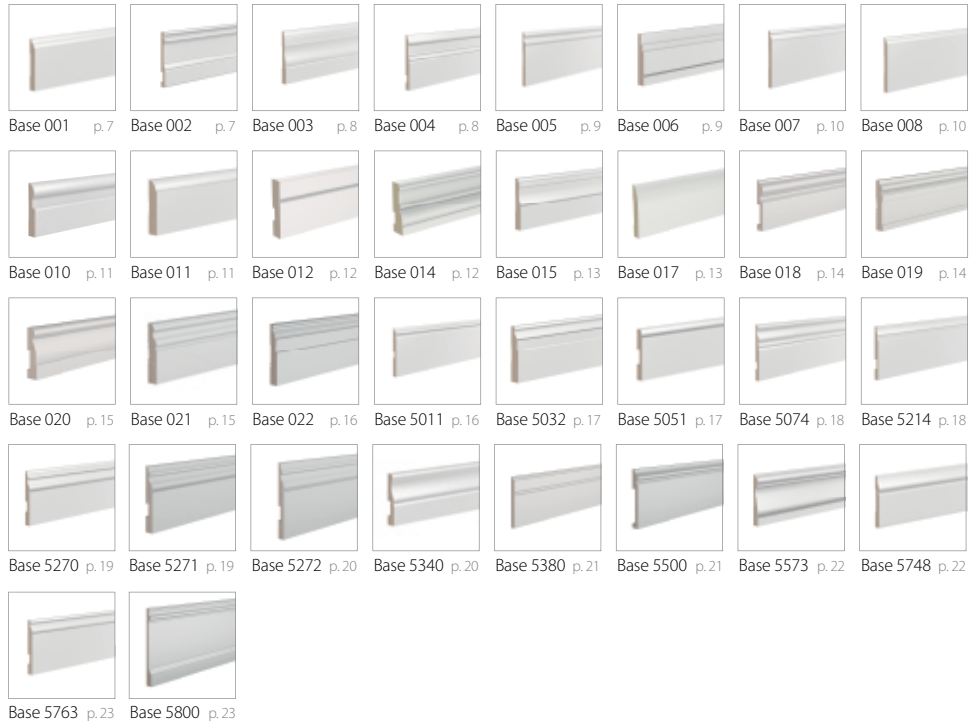 Base 001 p. 7 Base 002 p. 7 Base 003 p. 8 Base 004 p. 8 Base 005 p. 9 Base 006 p. 9 Base 007 p. 10 Base 008 p. 10
Base 010 p. 11 Base 011 p. 11 Base 012 p. 12 Base 014 p. 12 Base 015 p. 13 Base 017 p. 13 Base 018 p. 14 Base 019 p. 14
Base 020 p. 15 Base 021 p. 15 Base 022 p. 16 Base 5011 p. 16 Base 5032 p. 17 Base 5051 p. 17 Base 5074 p. 18 Base 5214 p. 18
Base 5270 p. 19 Base 5271 p. 19 Base 5272 p. 20 Base 5340 p. 20 Base 5380 p. 21 Base 5500 p. 21 Base 5573 p. 22 Base 5748 p. 22
Base 5763 p. 23 Base 5800 p. 23